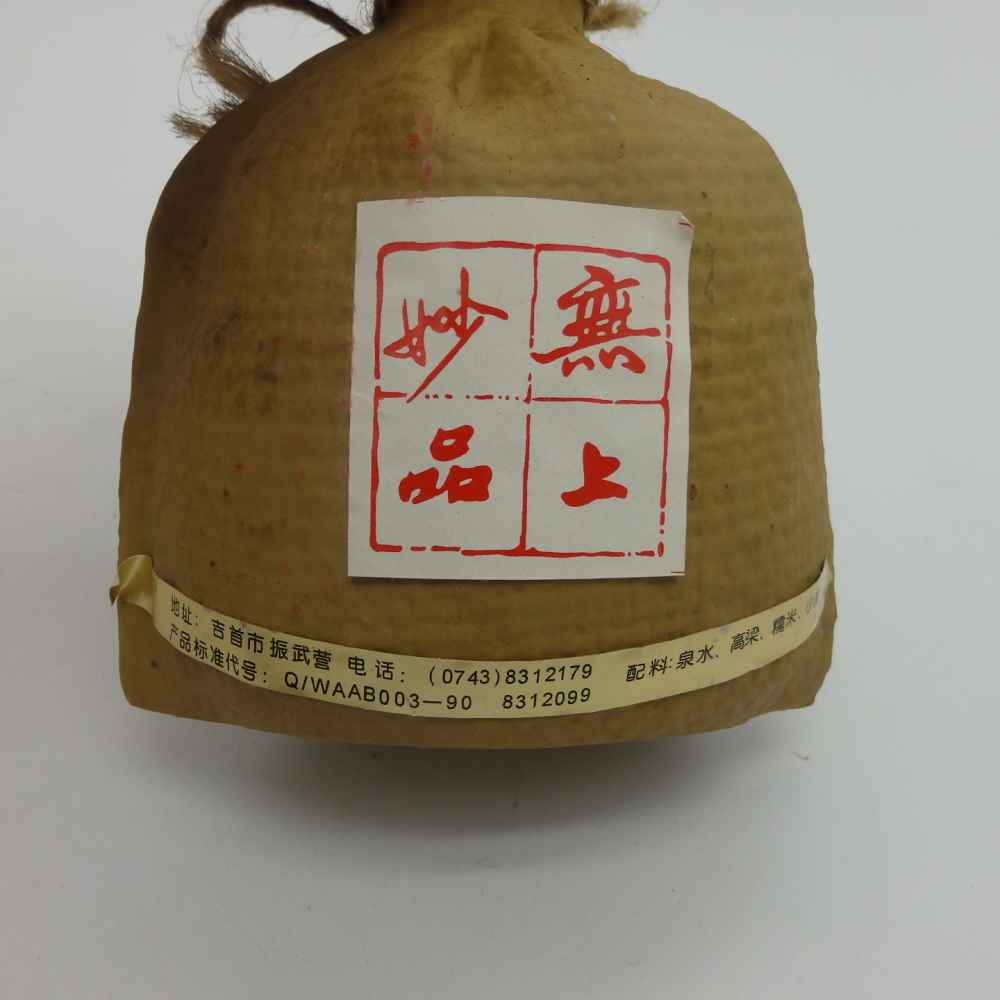 無上
妙品
地址：吉首市振武营 电话：(0743)8312179 配料:泉水、高梁、糯米、
产品标准代号：Q/WAAB003—90 8312099